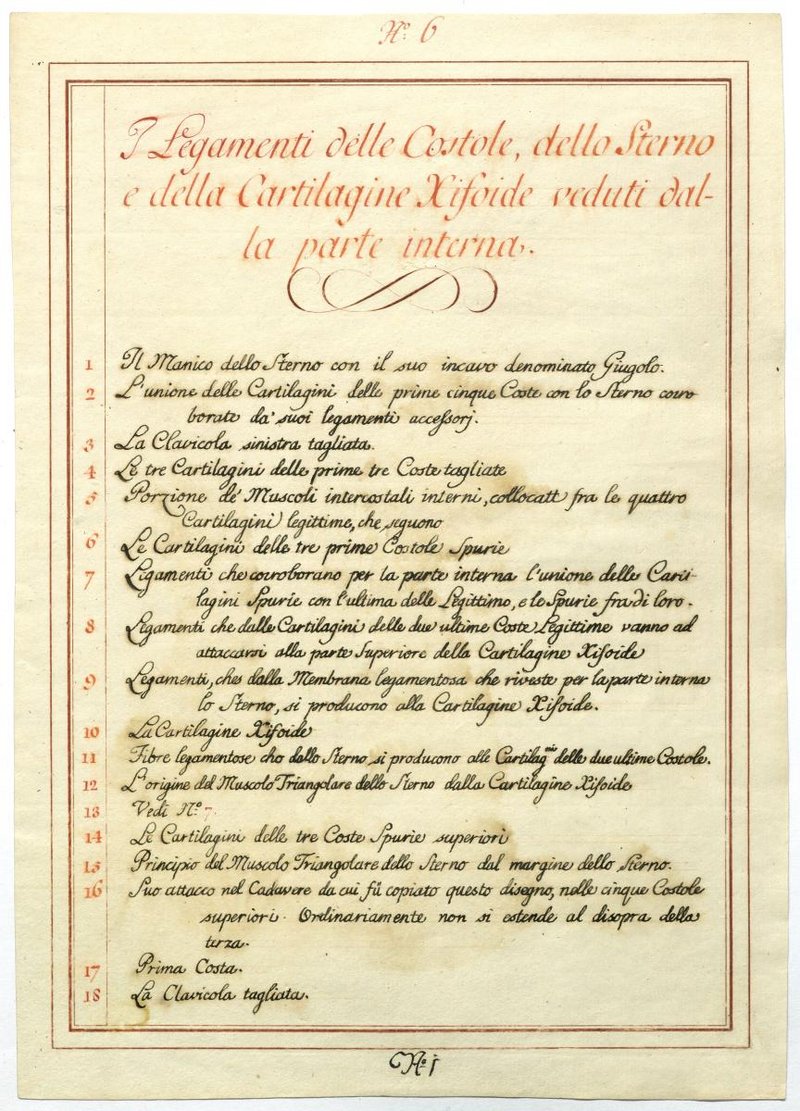 Nº. 6
I Legamenti delle Costole, dello Sterno
e della Cartilagine Xifoide veduti dal-
la parte interna.
1 Il Manico dello Sterno con il suo incavo denominato Giugolo.
2 L'unione delle Cartilagini delle prime cinque Coste con lo Sterno corro
borate da' suoi legamenti accessorj.
3 La Clavicola sinistra tagliata.
4 Le tre Cartilagini delle prime tre Coste tagliate
5 Porzione de' Muscoli intercostali interni, collocati fra le quattro
Cartilagini legittime, che seguono
6 Le Cartilagini delle tre prime Costole Spurie
7 Legamenti che corroborano per la parte interna l'unione delle Carti-
lagini Spurie con l'ultima delle Legittime, e le Spurie fra di loro.
8 Legamenti che dalle Cartilagini delle due ultime Coste Legittime vanno ad
attaccarsi alla parte Superiore della Cartilagine Xifoide
9 Legamenti, che dalla Membrana legamentosa che riveste per la parte interna
lo Sterno, si producono alla Cartilagine Xifoide.
10 La Cartilagine Xifoide
11 Fibre legamentose che dallo Sterno, si producono alle Cartilagini delle due ultime Costole.
12 L'origine del Muscolo Triangolare dello Sterno dalla Cartilagine Xifoide
13 Vedi Nº. 7.
14 Le Cartilagini delle tre Coste Spurie superiori
15 Principio del Muscolo Triangolare dello Sterno dal margine dello Sterno.
16 Suo attacco nel Cadavere da cui fù copiato questo disegno, nelle cinque Costole
superiori. Ordinariamente non si estende al disopra della
terza.
17 Prima Costa.
18 La Clavicola tagliata.
Nº. j